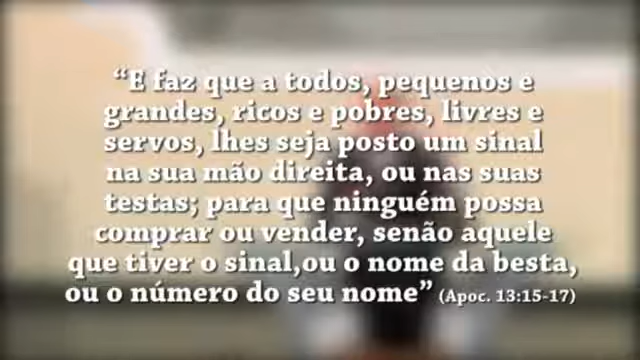 “E faz que a todos, pequenos e
grandes, ricos e pobres, livres e
servos, lhes seja posto um sinal
na sua mão direita, ou nas suas
testas; para que ninguém possa
comprar ou vender, senão aquele
que tiver o sinal,ou o nome da besta,
ou o número do seu nome” (Apoc. 13:15-17)